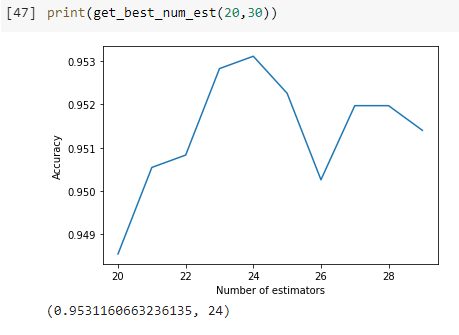 [47] print(get_best_num_est(20,30))
0.953
0.952
0.951
0.950
0.949
Accuracy
20 22 24 26 28
Number of estimators
(0.9531160663236135, 24)